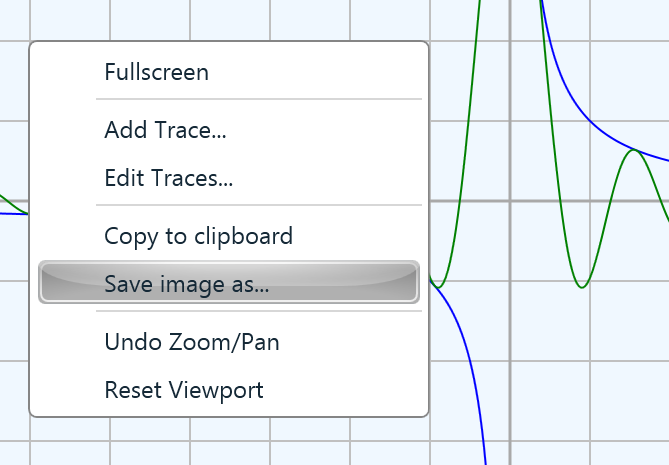 Fullscreen
Add Trace...
Edit Traces...
Copy to clipboard
Save image as...
Undo Zoom/Pan
Reset Viewport